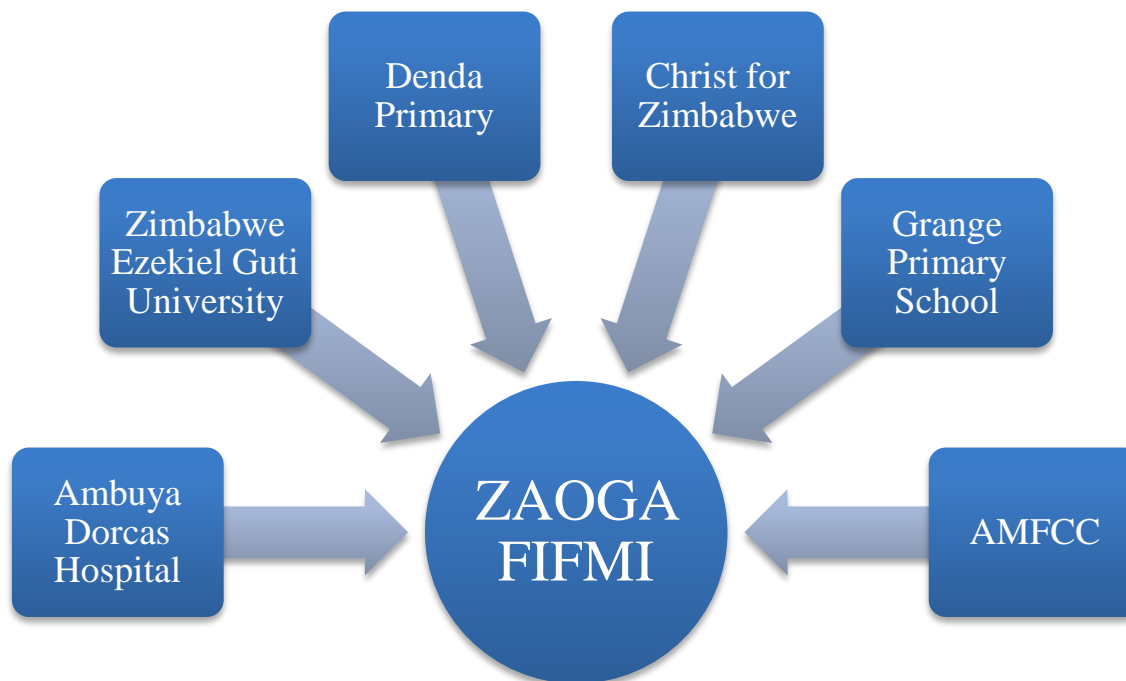 Denda
Primary
Christ for
Zimbabwe
Zimbabwe
Ezekiel Guti
University
Grange
Primary
School
Ambuya
Dorcas
Hospital
ZAOGA
FIFMI
AMFCC